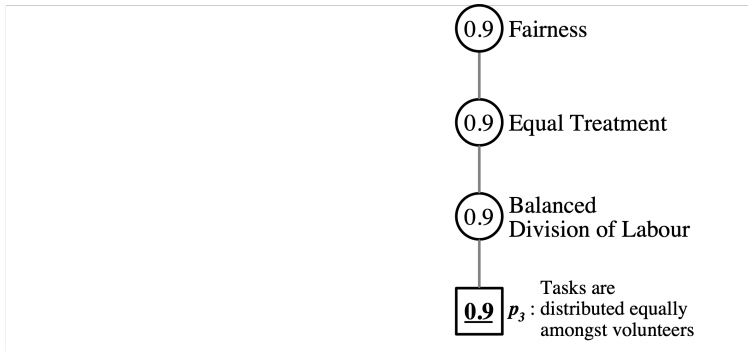 0.9 Fairness
0.9 Equal Treatment
0.9 Balanced
Division of Labour
Tasks are
0.9 p3 : distributed equally
amongst volunteers